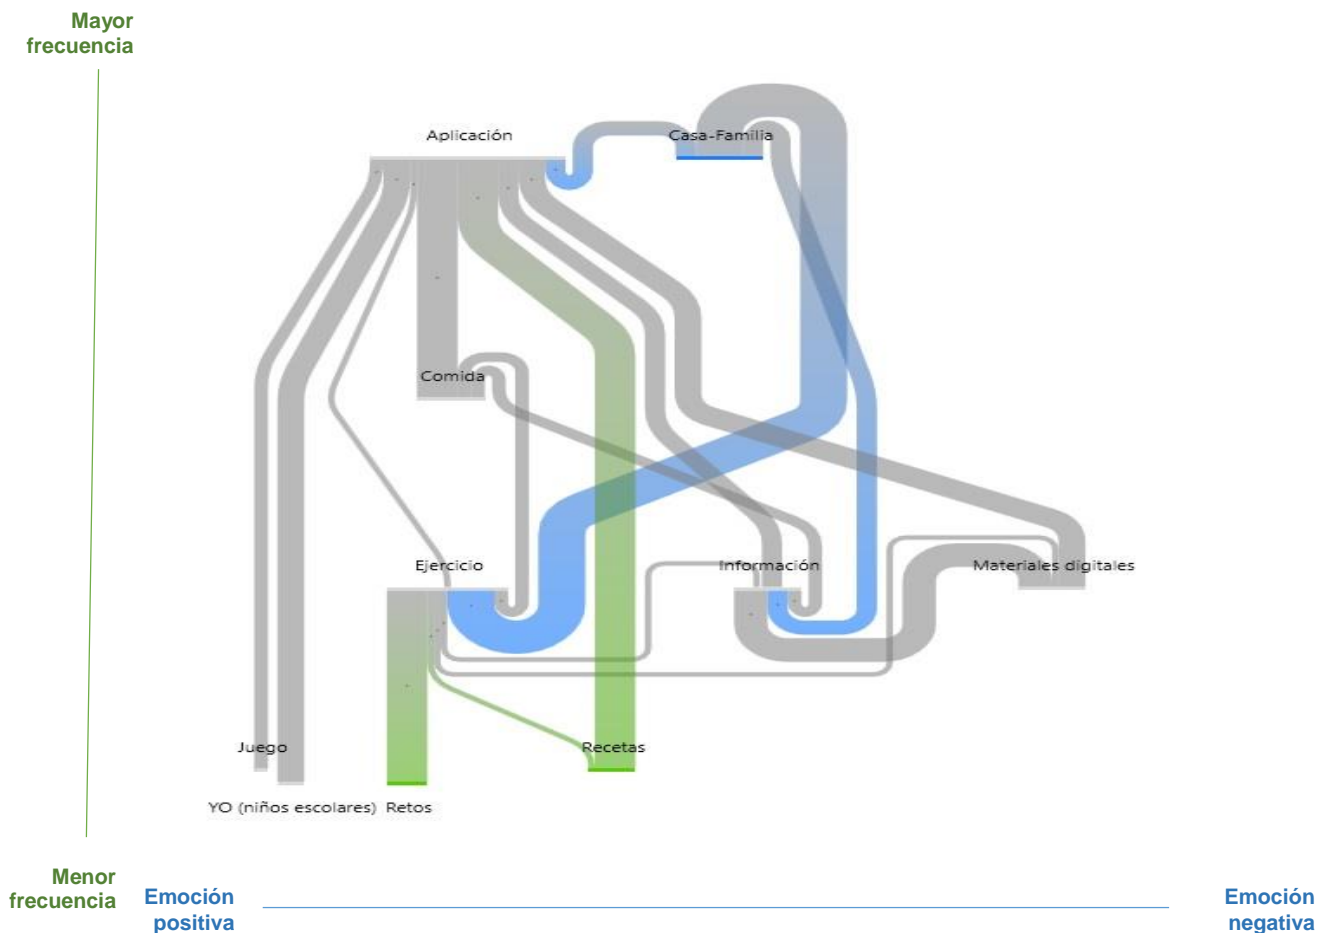 Mayor
frecuencia
Aplicación
Casa-Familia
Comida
Ejercicio
Información
Materiales digitales
Juego
Recetas
YO (niños escolares)
Retos
Menor
frecuencia
Emoción
positiva
Emoción
negativa